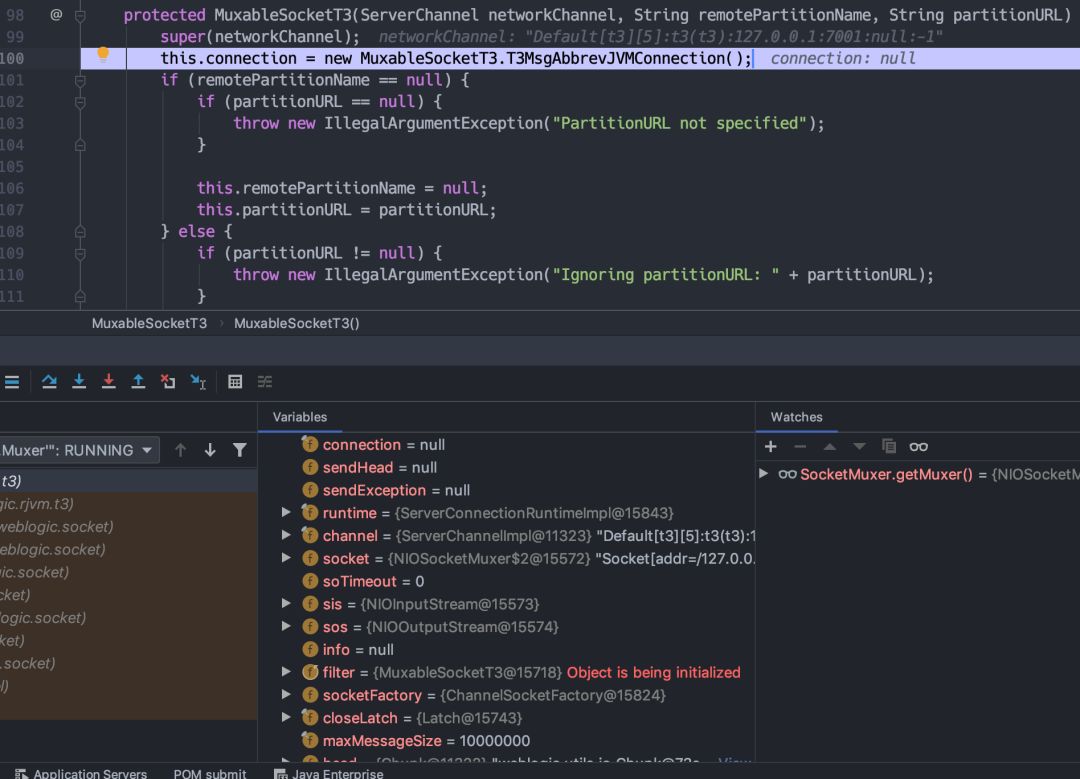 98 @ protected MuxableSocketT3(ServerChannel networkChannel, String remotePartitionName, String partitionURL)
99 super(networkChannel); networkChannel: "Default[t3][5]:t3(t3):127.0.0.1:7001:null:-1"
100 this.connection = new MuxableSocketT3.T3MsgAbbrevJVMConnection(); connection: null
101 if (remotePartitionName == null) {
102 if (partitionURL == null) {
103 throw new IllegalArgumentException("PartitionURL not specified");
104 }
105
106 this.remotePartitionName = null;
107 this.partitionURL = partitionURL;
108 } else {
109 if (partitionURL != null) {
110 throw new IllegalArgumentException("Ignoring partitionURL: " + partitionURL);
111 }
MuxableSocketT3 › MuxableSocketT3()
Variables
Watches
.Muxer'": RUNNING
t3)
gic.rjvm.t3)
weblogic.socket)
eblogic.socket)
gic.socket)
cket)
logic.socket)
ket)
.socket)
l)
connection = null
sendHead = null
sendException = null
runtime = {ServerConnectionRuntimeImpl@15843}
channel = {ServerChannelImpl@11323} "Default[t3][5]:t3(t3):1
socket = {NIOSocketMuxer$2@15572} "Socket[addr=/127.0.0.
soTimeout = 0
sis = {NIOInputStream@15573}
sos = {NIOOutputStream@15574}
info = null
filter = {MuxableSocketT3@15718} Object is being initialized
socketFactory = {ChannelSocketFactory@15824}
closeLatch = {Latch@15743}
maxMessageSize = 10000000
SocketMuxer.getMuxer() = {NIOSocketM
Application Servers
POM submit
Java Enterprise